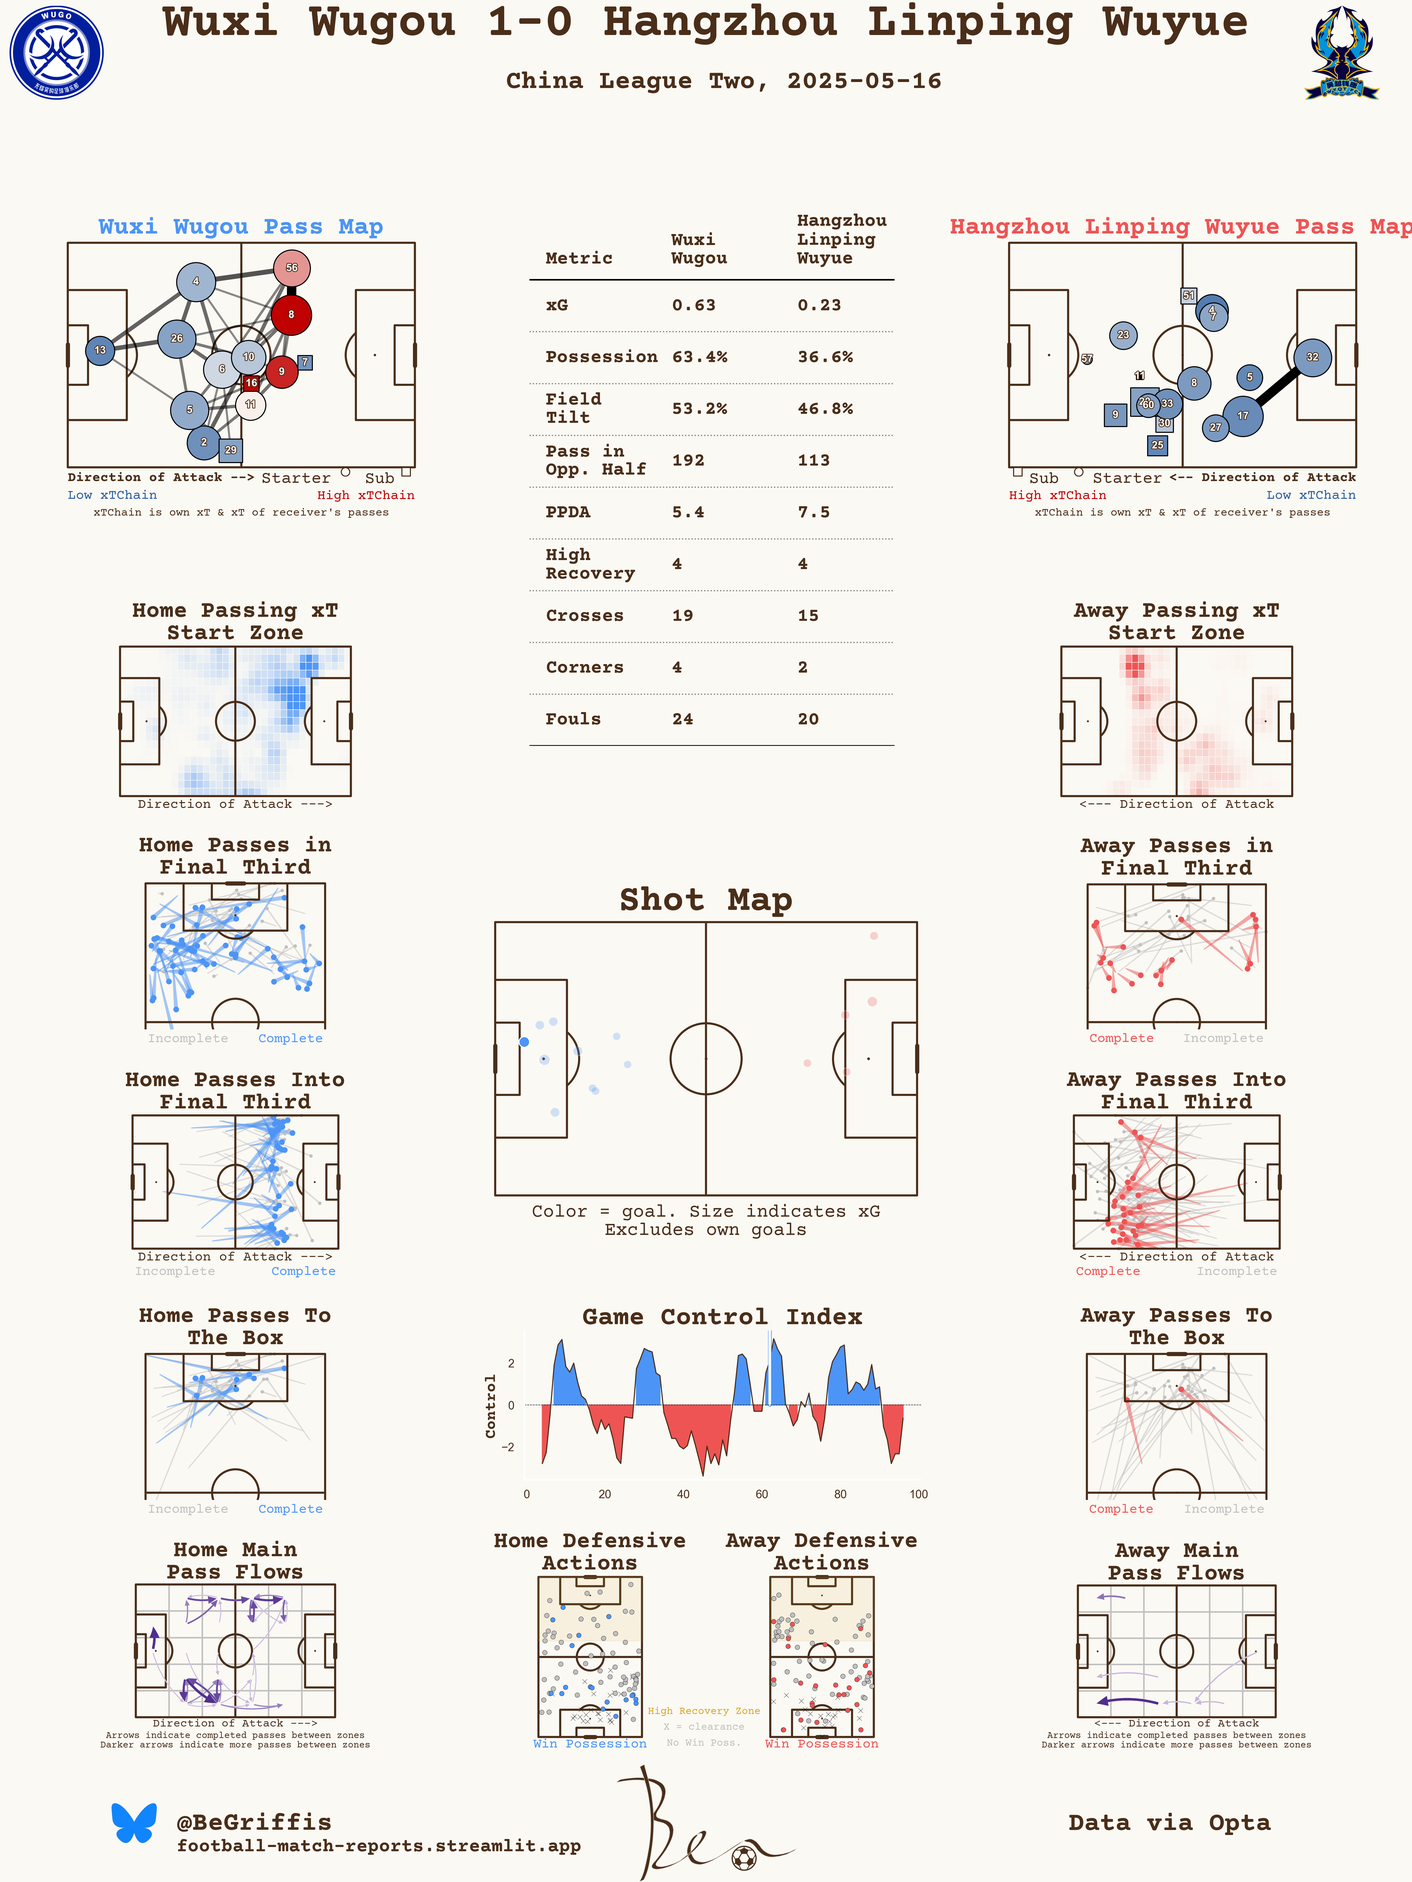 Wuxi Wugou 1-0 Hangzhou Linping Wuyue
China League Two, 2025-05-16
WUGO
Wuxi Wugou Pass Map
4
56
8
26
13
10
6
9
7
16
11
5
2
29
Direction of Attack --> Starter Sub
Low xTChain High xTChain
xTChain is own xT & xT of receiver's passes
Metric Wuxi Wugou Hangzhou Linping Wuyue
xG 0.63 0.23
Possession 63.4% 36.6%
Field Tilt 53.2% 46.8%
Pass in Opp. Half 192 113
PPDA 5.4 7.5
High Recovery 4 4
Crosses 19 15
Corners 4 2
Fouls 24 20
Hangzhou Linping Wuyue Pass Map
51
4
7
23
57
32
11
5
8
60
33
9
17
30
27
25
Sub Starter <-- Direction of Attack
High xTChain Low xTChain
xTChain is own xT & xT of receiver's passes
Home Passing xT
Start Zone
Direction of Attack --->
Away Passing xT
Start Zone
<--- Direction of Attack
Home Passes in
Final Third
Incomplete Complete
Away Passes in
Final Third
Complete Incomplete
Shot Map
Color = goal. Size indicates xG
Excludes own goals
Home Passes Into
Final Third
Direction of Attack --->
Incomplete Complete
Away Passes Into
Final Third
<--- Direction of Attack
Complete Incomplete
Home Passes To
The Box
Incomplete Complete
Game Control Index
Control
2
0
−2
0 20 40 60 80 100
Away Passes To
The Box
Complete Incomplete
Home Main
Pass Flows
Direction of Attack --->
Arrows indicate completed passes between zones
Darker arrows indicate more passes between zones
Home Defensive
Actions
Win Possession
High Recovery Zone
X = clearance
No Win Poss.
Away Defensive
Actions
Win Possession
Away Main
Pass Flows
<--- Direction of Attack
Arrows indicate completed passes between zones
Darker arrows indicate more passes between zones
@BeGriffis
football-match-reports.streamlit.app
Ben
Data via Opta